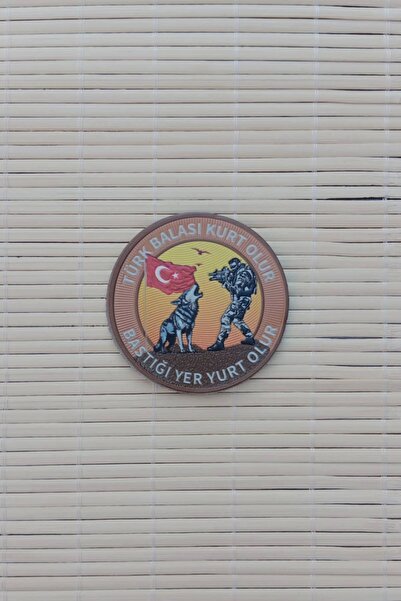 TÜRK BALASI KURT OLUR
BASTIĞI YER YURT OLUR